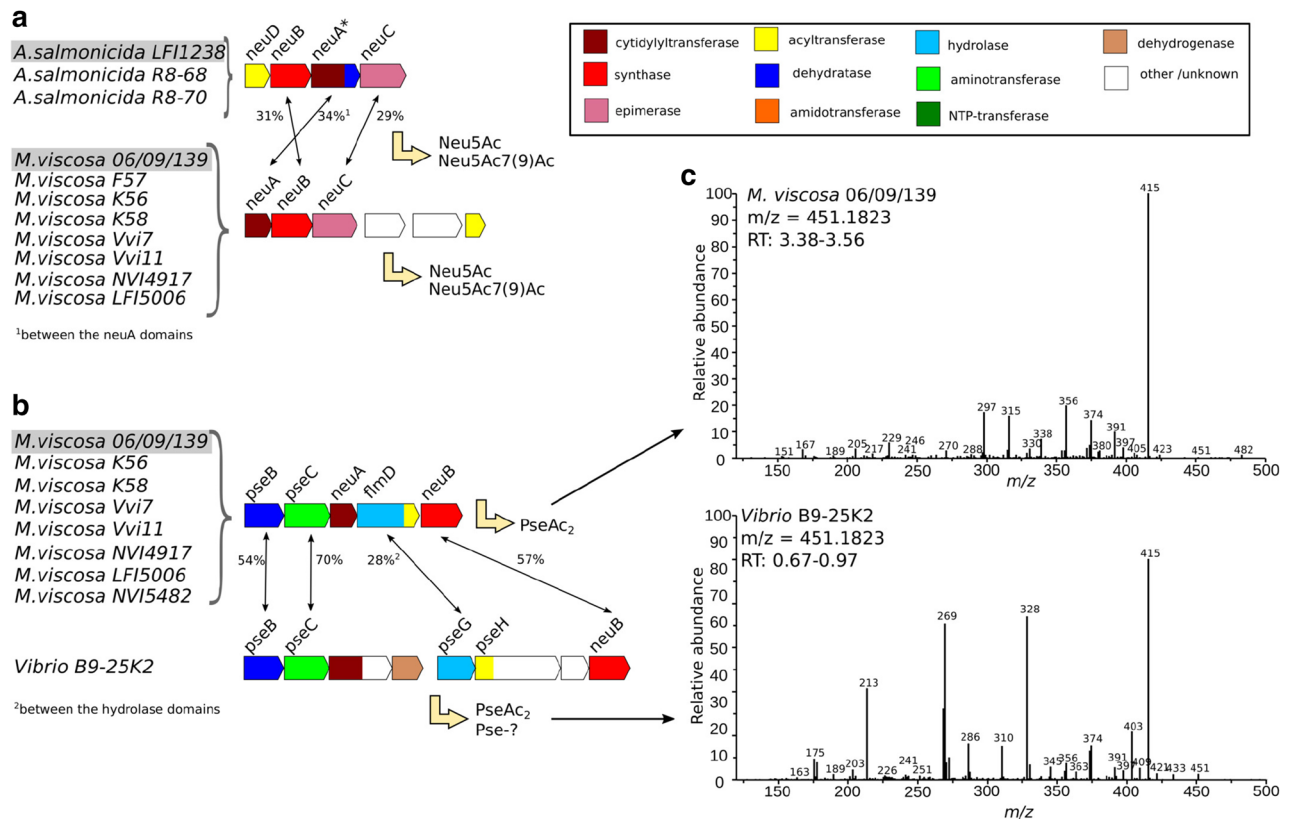 a
A.salmonicida LFI1238
A.salmonicida R8-68
A.salmonicida R8-70
neuD neuB neuA* neuC
31% 34%¹ 29%
Neu5Ac
Neu5Ac7(9)Ac
M.viscosa 06/09/139
M.viscosa F57
M.viscosa K56
M.viscosa K58
M.viscosa Vvi7
M.viscosa Vvi11
M.viscosa NVI4917
M.viscosa LFI5006
neuA neuB neuC
Neu5Ac
Neu5Ac7(9)Ac
¹between the neuA domains
cytidylyltransferase
synthase
epimerase
acyltransferase
dehydratase
amidotransferase
hydrolase
aminotransferase
NTP-transferase
dehydrogenase
other /unknown
b
M.viscosa 06/09/139
M.viscosa K56
M.viscosa K58
M.viscosa Vvi7
M.viscosa Vvi11
M.viscosa NVI4917
M.viscosa LFI5006
M.viscosa NVI5482
pseB pseC neuA flmD neuB
PseAc₂
54% 70% 28%² 57%
Vibrio B9-25K2
pseB pseC pseG pseH neuB
PseAc₂
Pse-?
²between the hydrolase domains
c
M. viscosa 06/09/139
m/z = 451.1823
RT: 3.38-3.56
Relative abundance
100
90
80
70
60
50
40
30
20
10
0
151 167 189 205 217 229 241 246 270 288 297 315 330 338 356 374 380 391 397 405 415 423 451 482
150 200 250 300 350 400 450 500
m/z
Vibrio B9-25K2
m/z = 451.1823
RT: 0.67-0.97
Relative abundance
100
90
80
70
60
50
40
30
20
10
0
163 175 189 203 213 226 241 251 269 286 310 328 345 356 363 374 391 397 403 409 415 421 433 451
150 200 250 300 350 400 450 500
m/z